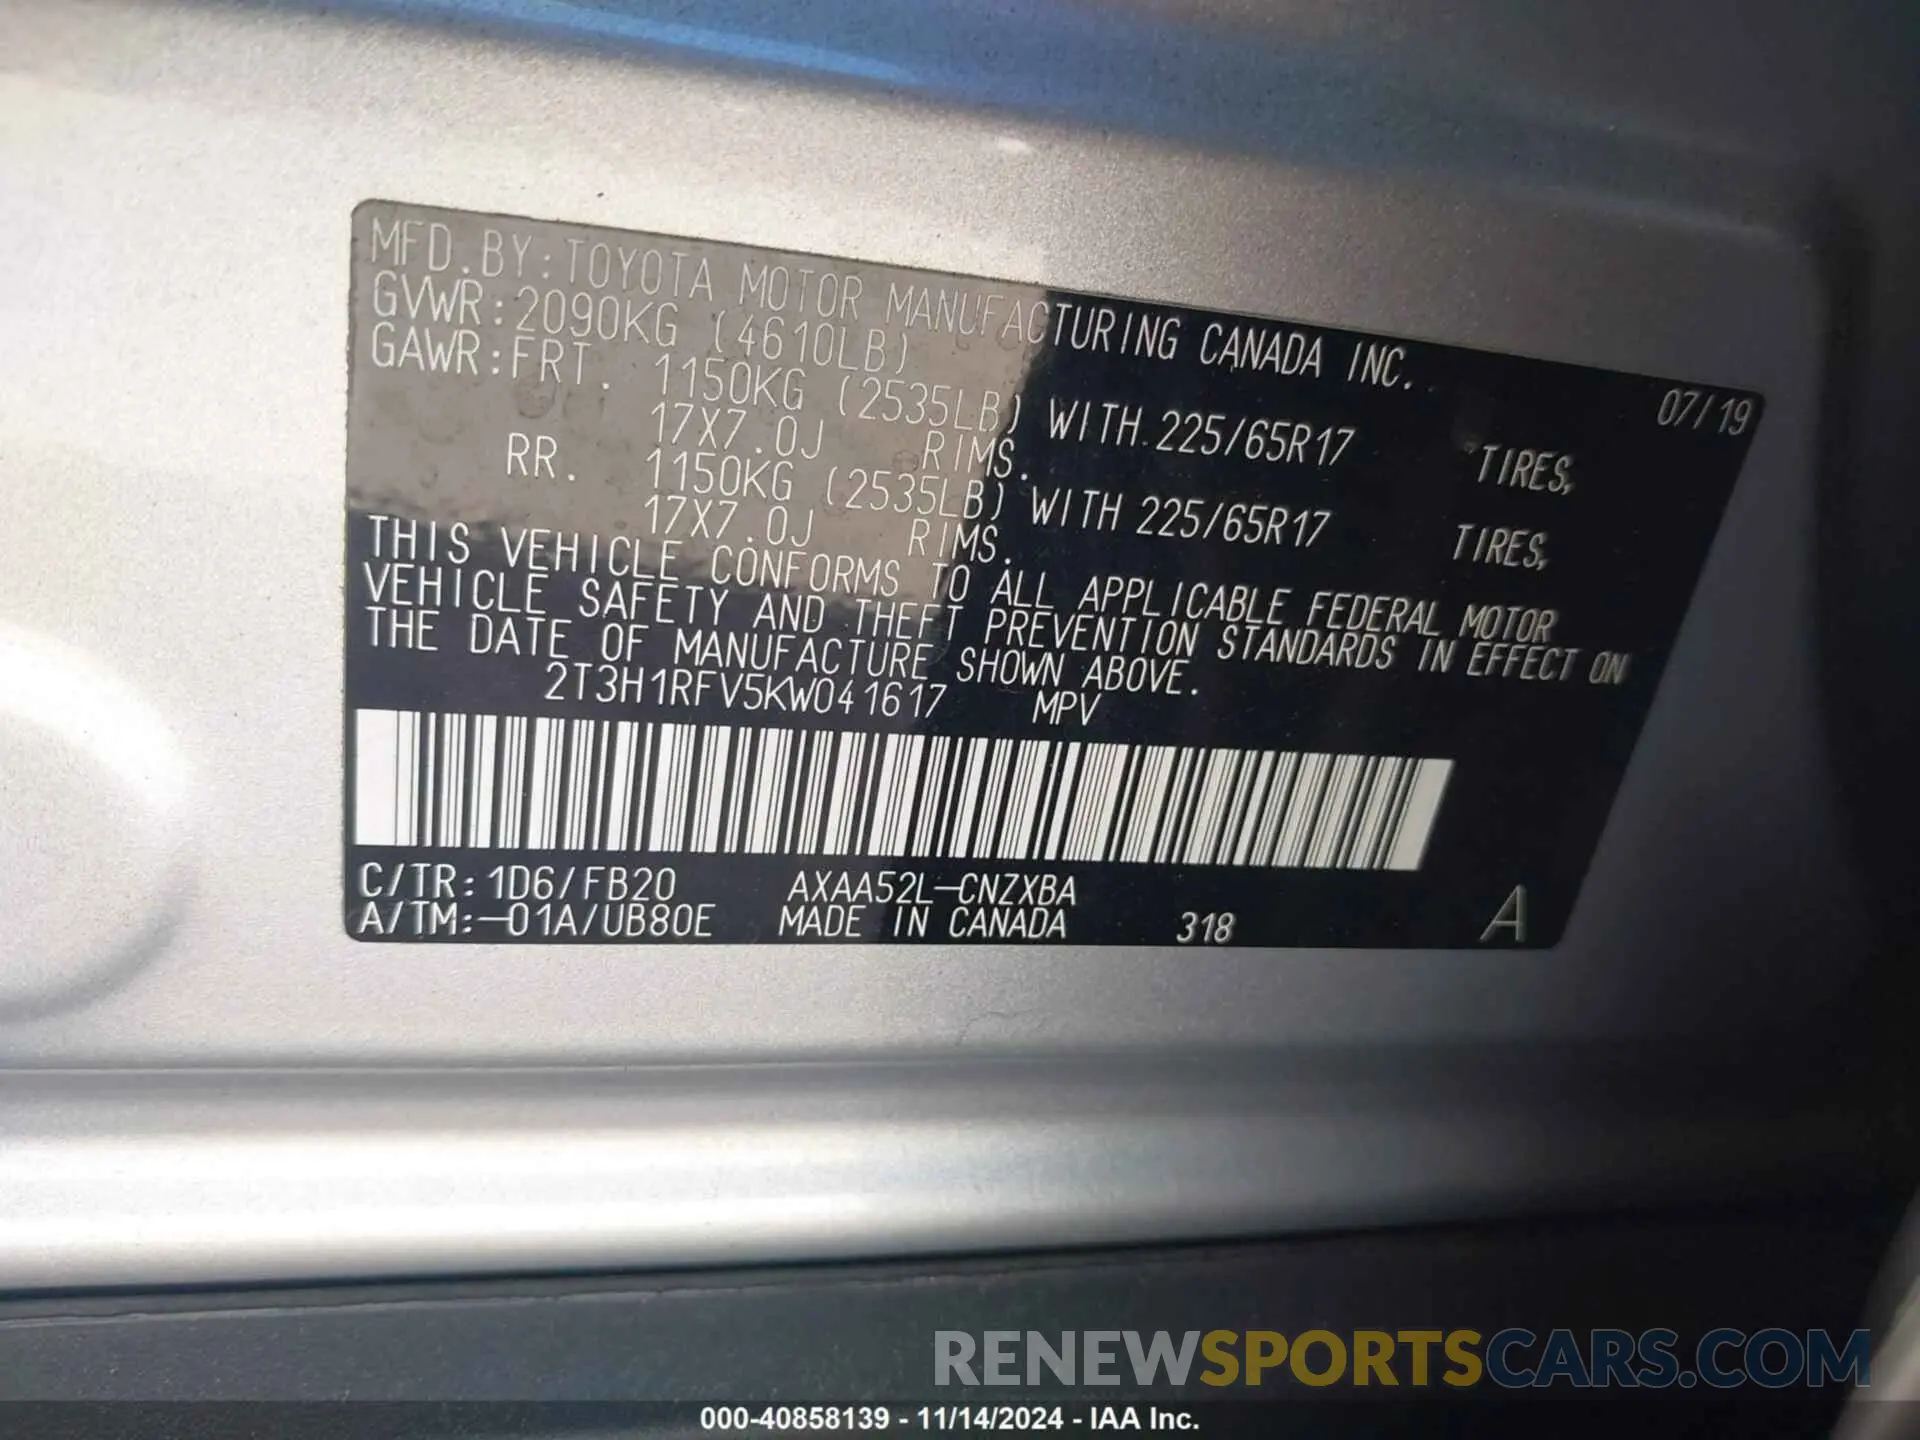 MFD. BY: TOYOTA MOTOR MANUFACTURING CANADA INC.
07/19
GVWR: 2090KG (4610LB)
GAWR: FRT. 1150KG (2535LB) WITH 225/65R17 TIRES,
17X7.0J RIMS.
RR. 1150KG (2535LB) WITH 225/65R17 TIRES,
17X7.0J RIMS.
THIS VEHICLE CONFORMS TO ALL APPLICABLE FEDERAL MOTOR
VEHICLE SAFETY AND THEFT PREVENTION STANDARDS IN EFFECT ON
THE DATE OF MANUFACTURE SHOWN ABOVE.
2T3H1RFV5KW041617 MPV
C/TR: 1D6/FB20 AXAA52L-CNZXBA
A/TM:-01A/UB80E MADE IN CANADA 318 A
RENEWSPORTSCARS.COM
000-40858139 - 11/14/2024 - IAA Inc.